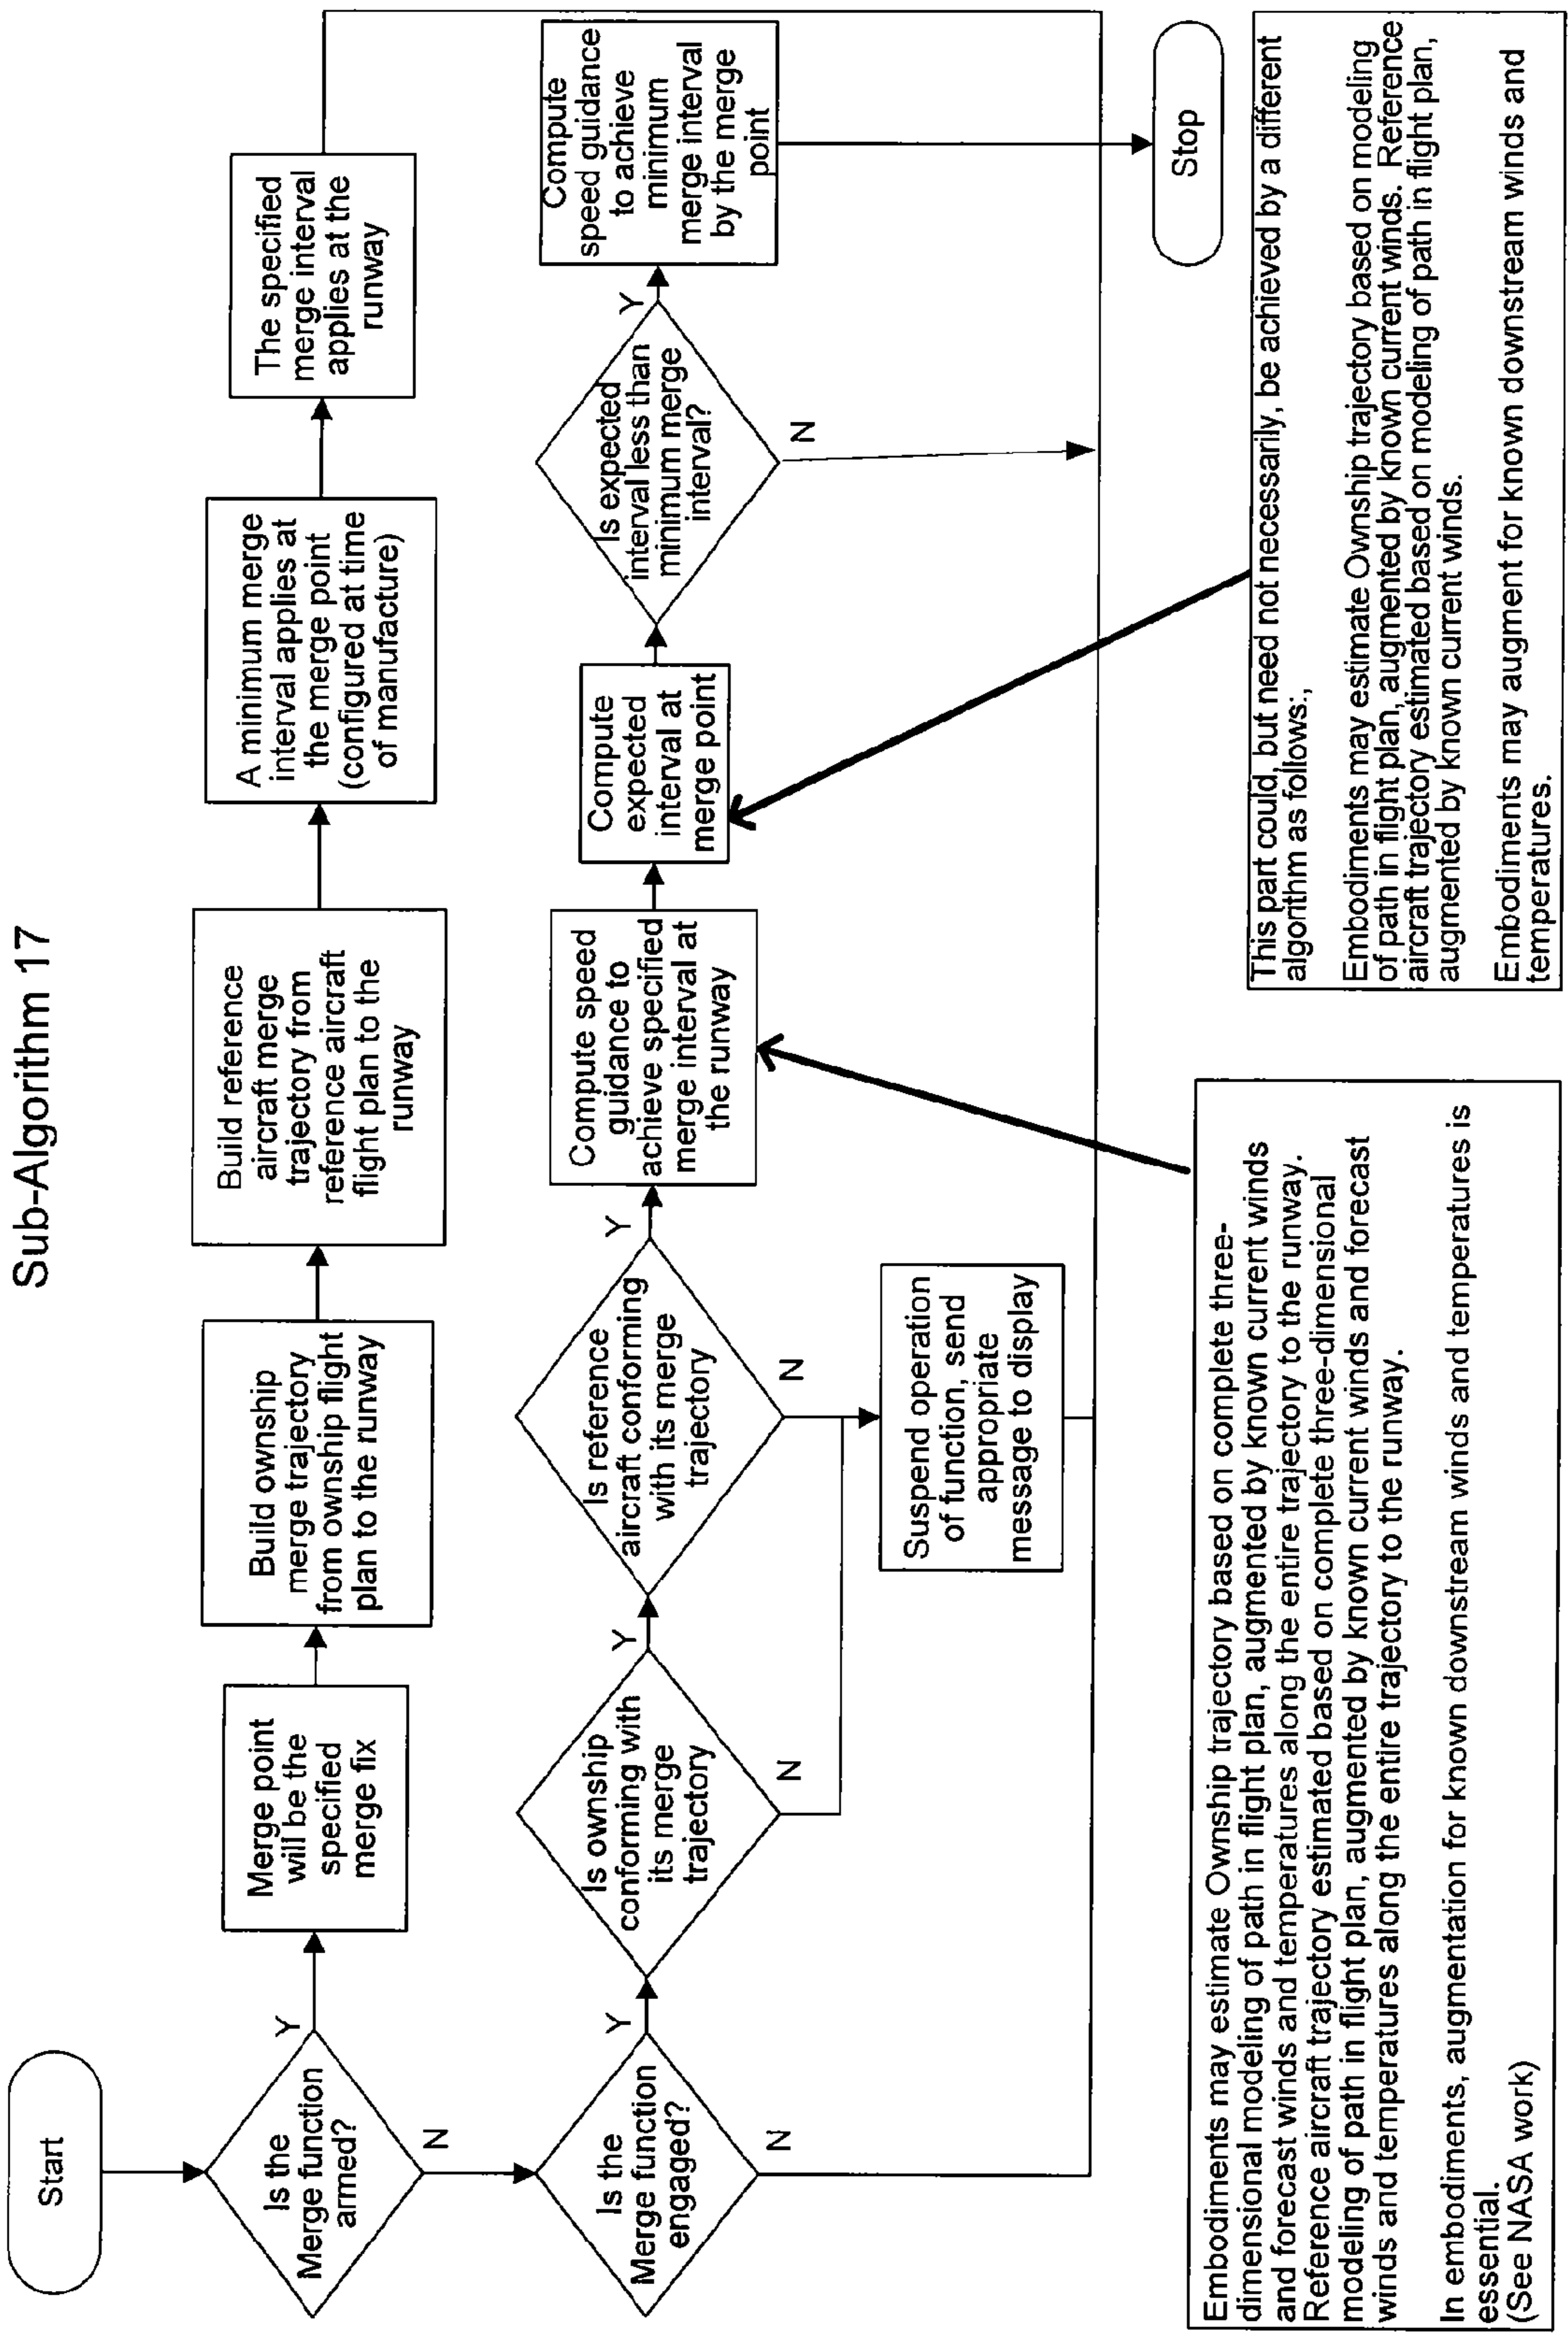 Sub-Algorithm 17
Start
Is the
Merge function
armed?
Y
N
Merge point
will be the
specified
merge fix
Build ownship
merge trajectory
from ownship flight
plan to the runway
Build reference
aircraft merge
trajectory from
reference aircraft
flight plan to the
runway
A minimum merge
interval applies at
the merge point
(configured at time
of manufacture)
The specified
merge interval
applies at the
runway
Is the
Merge function
engaged?
Y
N
Is ownship
conforming with
its merge
trajectory
Y
N
Is reference
aircraft conforming
with its merge
trajectory
Y
N
Suspend operation
of function, send
appropriate
message to display
Compute speed
guidance to
achieve specified
merge interval at
the runway
Compute
expected
interval at
merge point
Is expected
interval less than
minimum merge
interval?
Y
N
Compute
speed guidance
to achieve
minimum
merge interval
by the merge
point
Stop
Embodiments may estimate Ownship trajectory based on complete three-
dimensional modeling of path in flight plan, augmented by known current winds
and forecast winds and temperatures along the entire trajectory to the runway.
Reference aircraft trajectory estimated based on complete three-dimensional
modeling of path in flight plan, augmented by known current winds and forecast
winds and temperatures along the entire trajectory to the runway.
In embodiments, augmentation for known downstream winds and temperatures is
essential.
(See NASA work)
This part could, but need not necessarily, be achieved by a different
algorithm as follows:,
Embodiments may estimate Ownship trajectory based on modeling
of path in flight plan, augmented by known current winds. Reference
aircraft trajectory estimated based on modeling of path in flight plan,
augmented by known current winds.
Embodiments may augment for known downstream winds and
temperatures.